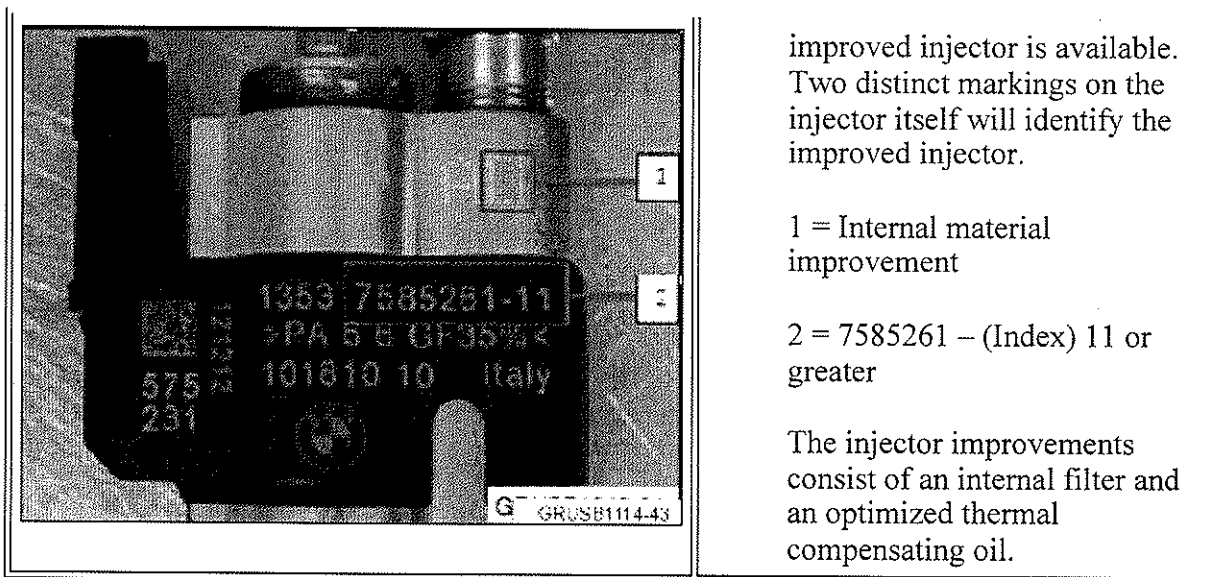 1
2
1353 7585261-11
>PA 6 6 GF35%<
10 Italy
575
231
GRUSB1114-43
improved injector is available.
Two distinct markings on the
injector itself will identify the
improved injector.
1 = Internal material
improvement
2 = 7585261 – (Index) 11 or
greater
The injector improvements
consist of an internal filter and
an optimized thermal
compensating oil.